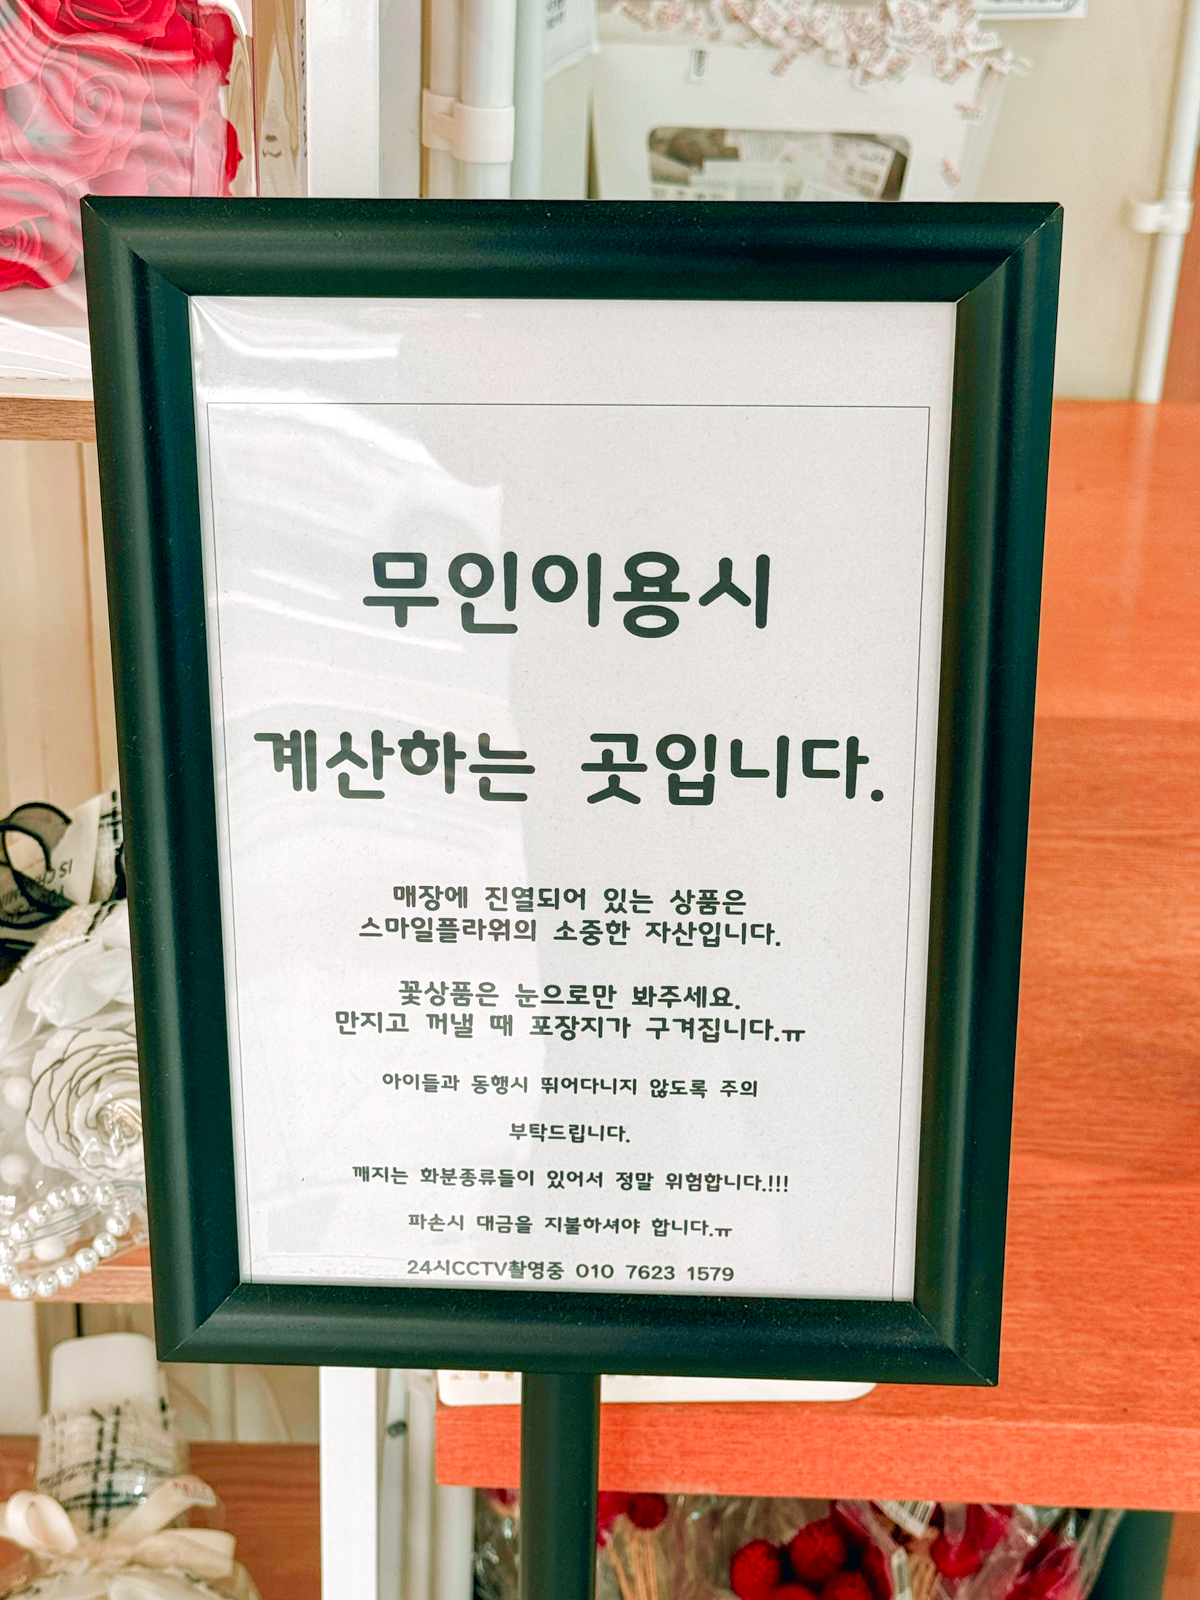 무인이용시
계산하는 곳입니다.
매장에 진열되어 있는 상품은
스마일플라워의 소중한 자산입니다.
꽃상품은 눈으로만 봐주세요.
만지고 꺼낼 때 포장지가 구겨집니다.ㅠ
아이들과 동행시 뛰어다니지 않도록 주의
부탁드립니다.
깨지는 화분종류들이 있어서 정말 위험합니다.!!!
파손시 대금을 지불하셔야 합니다.ㅠ
24시CCTV촬영중 010 7623 1579